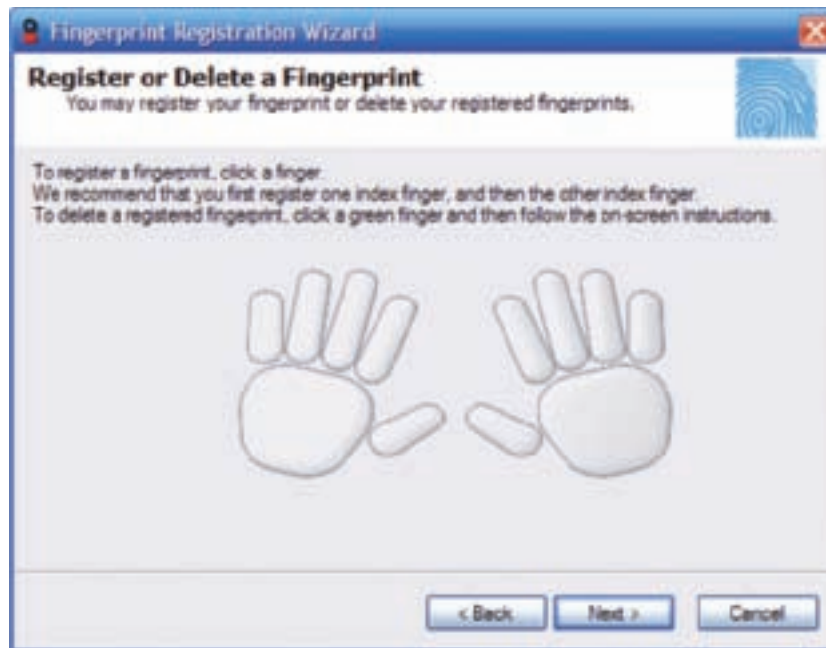 Fingerprint Registration Wizard
Register or Delete a Fingerprint
You may register your fingerprint or delete your registered fingerprints.
To register a fingerprint, click a finger.
We recommend that you first register one index finger, and then the other index finger.
To delete a registered fingerprint, click a green finger and then follow the on-screen instructions.
< Back
Next >
Cancel